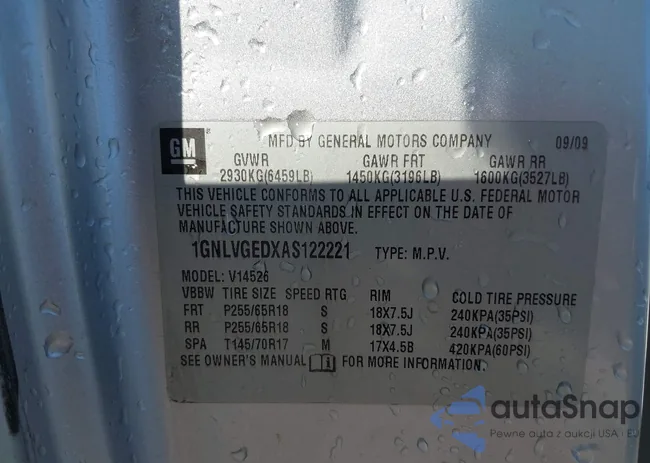 GM
MFD BY GENERAL MOTORS COMPANY 09/09
GVWR GAWR FRT GAWR RR
2930KG(6459LB) 1450KG(3196LB) 1600KG(3527LB)
THIS VEHICLE CONFORMS TO ALL APPLICABLE U.S. FEDERAL MOTOR
VEHICLE SAFETY STANDARDS IN EFFECT ON THE DATE OF
MANUFACTURE SHOWN ABOVE.
1GNLVGEDXAS122221 TYPE: M.P.V.
MODEL: V14526
VBBW TIRE SIZE SPEED RTG RIM COLD TIRE PRESSURE
FRT P255/65R18 S 18X7.5J 240KPA(35PSI)
RR P255/65R18 S 18X7.5J 240KPA(35PSI)
SPA T145/70R17 M 17X4.5B 420KPA(60PSI)
SEE OWNER'S MANUAL FOR MORE INFORMATION.
autaSnap
Pewne auta z aukcji USA i EU